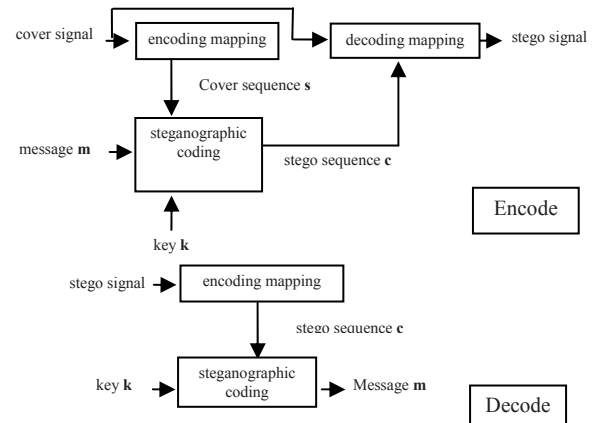 cover signal
encoding mapping
decoding mapping
stego signal
Cover sequence s
message m
steganographic
coding
stego sequence c
key k
Encode
stego signal
encoding mapping
stego sequence c
key k
steganographic
coding
Message m
Decode